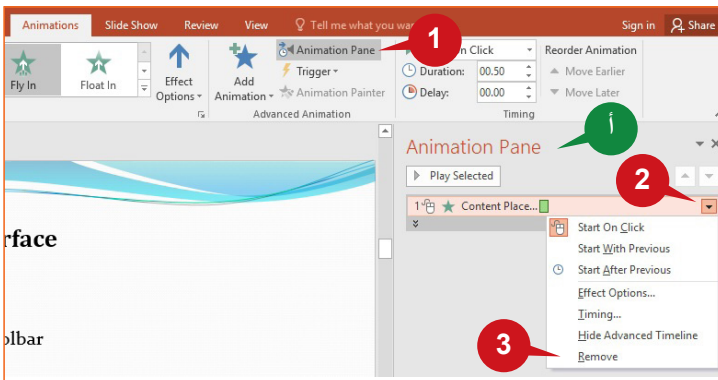 Animations Slide Show Review View Tell me what you wa
Sign in Share
Fly In
Float In
Effect Options
Add Animation
Animation Pane
Trigger
Animation Painter
Advanced Animation
1
n Click
Duration: 00.50
Delay: 00.00
Reorder Animation
Move Earlier
Move Later
Timing
Animation Pane
أ
Play Selected
2
1 Content Place...
Start On Click
Start With Previous
Start After Previous
Effect Options...
Timing...
Hide Advanced Timeline
3
Remove
rface
olbar